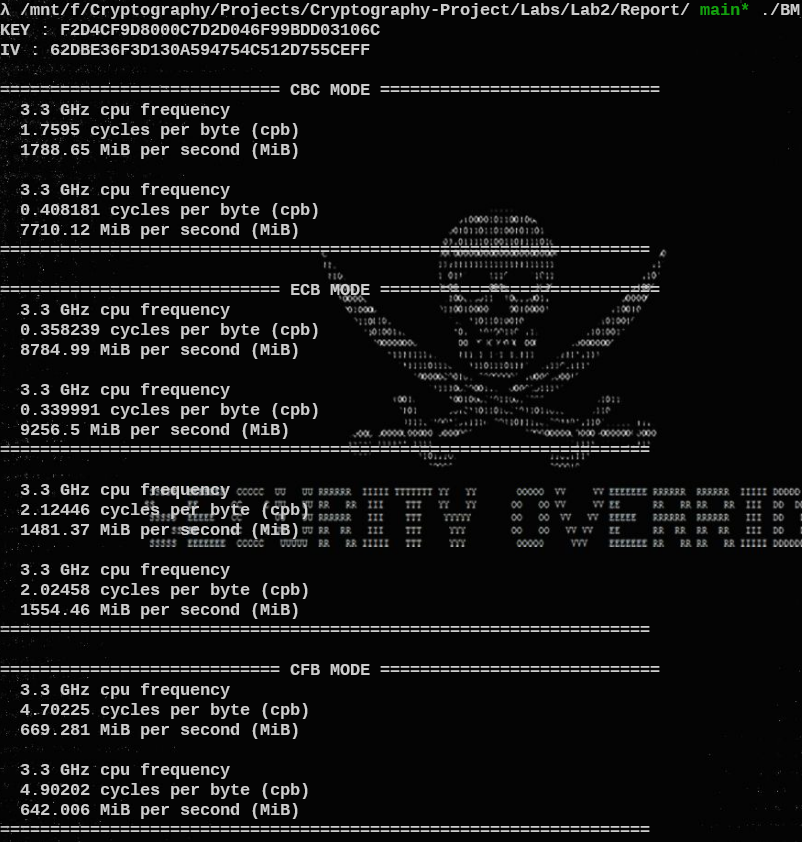 λ /mnt/f/Cryptography/Projects/Cryptography-Project/Labs/Lab2/Report/ main* ./BM
KEY : F2D4CF9D8000C7D2D046F99BDD03106C
IV : 62DBE36F3D130A594754C512D755CEFF
============================ CBC MODE ============================
3.3 GHz cpu frequency
1.7595 cycles per byte (cpb)
1788.65 MiB per second (MiB)
3.3 GHz cpu frequency
0.408181 cycles per byte (cpb)
7710.12 MiB per second (MiB)
=================================================================
============================ ECB MODE ============================
3.3 GHz cpu frequency
0.358239 cycles per byte (cpb)
8784.99 MiB per second (MiB)
3.3 GHz cpu frequency
0.339991 cycles per byte (cpb)
9256.5 MiB per second (MiB)
=================================================================
3.3 GHz cpu frequency
2.12446 cycles per byte (cpb)
1481.37 MiB per second (MiB)
3.3 GHz cpu frequency
2.02458 cycles per byte (cpb)
1554.46 MiB per second (MiB)
=================================================================
============================ CFB MODE ============================
3.3 GHz cpu frequency
4.70225 cycles per byte (cpb)
669.281 MiB per second (MiB)
3.3 GHz cpu frequency
4.90202 cycles per byte (cpb)
642.006 MiB per second (MiB)
=================================================================